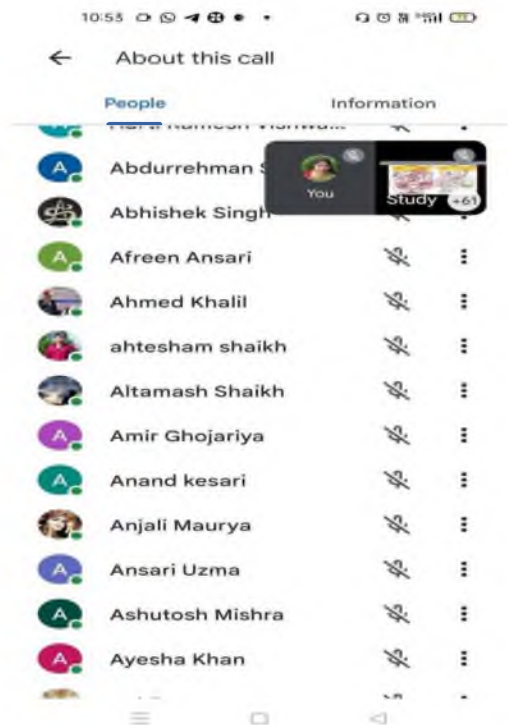 10:53
About this call
People Information
Abdurrehman
You
Study +61
Abhishek Singh
A Afreen Ansari
Ahmed Khalil
ahtesham shaikh
Altamash Shaikh
A Amir Ghojariya
A Anand kesari
Anjali Maurya
A Ansari Uzma
A Ashutosh Mishra
A Ayesha Khan